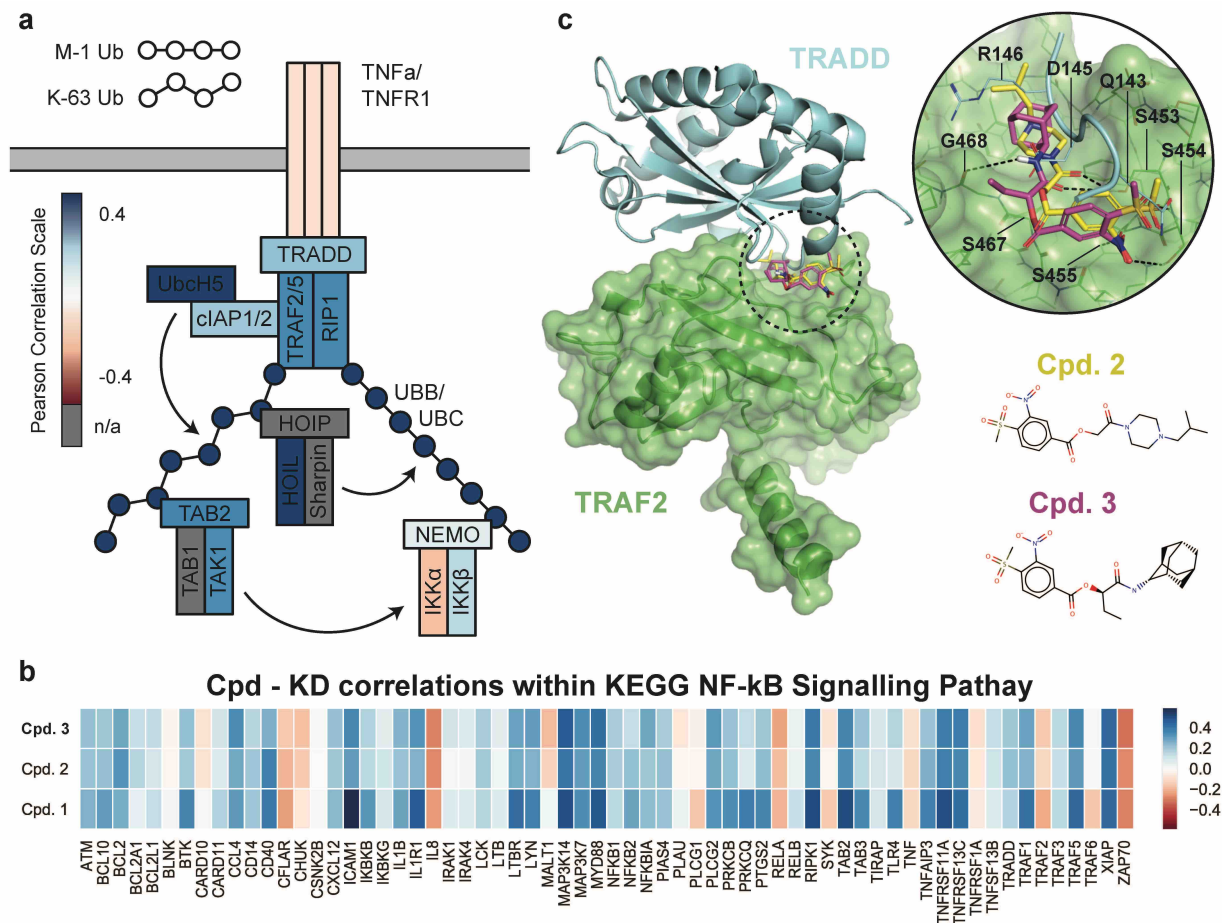 a
M-1 Ub
K-63 Ub
TNFa/
TNFR1
Pearson Correlation Scale
0.4
-0.4
n/a
TRADD
UbcH5
cIAP1/2
TRAF2/5
RIP1
UBB/
UBC
HOIP
HOIL
Sharpin
TAB2
TAB1
TAK1
NEMO
IKKα
IKKβ
c
TRADD
TRAF2
R146
D145
Q143
S453
S454
G468
S467
S455
Cpd. 2
O⁻
O
N⁺
O
O
S
O
O
O
O
N
N
Cpd. 3
O⁻
O
N⁺
O
O
S
O
O
O
O
N
b
Cpd - KD correlations within KEGG NF-kB Signalling Pathay
Cpd. 3
Cpd. 2
Cpd. 1
0.4
0.2
0.0
−0.2
−0.4
ATM
BCL10
BCL2
BCL2A1
BCL2L1
BLNK
BTK
CARD10
CARD11
CCL4
CD14
CD40
CFLAR
CHUK
CSNK2B
CXCL12
ICAM1
IKBKB
IKBKG
IL1B
IL1R1
IL8
IRAK1
IRAK4
LCK
LTB
LTBR
LYN
MALT1
MAP3K14
MAP3K7
MYD88
NFKB1
NFKB2
NFKBIA
PIAS4
PLAU
PLCG1
PLCG2
PRKCB
PRKCQ
PTGS2
RELA
RELB
RIPK1
SYK
TAB2
TAB3
TIRAP
TLR4
TNF
TNFAIP3
TNFRSF11A
TNFRSF13C
TNFRSF1A
TNFSF13B
TRADD
TRAF1
TRAF2
TRAF3
TRAF5
TRAF6
XIAP
ZAP70